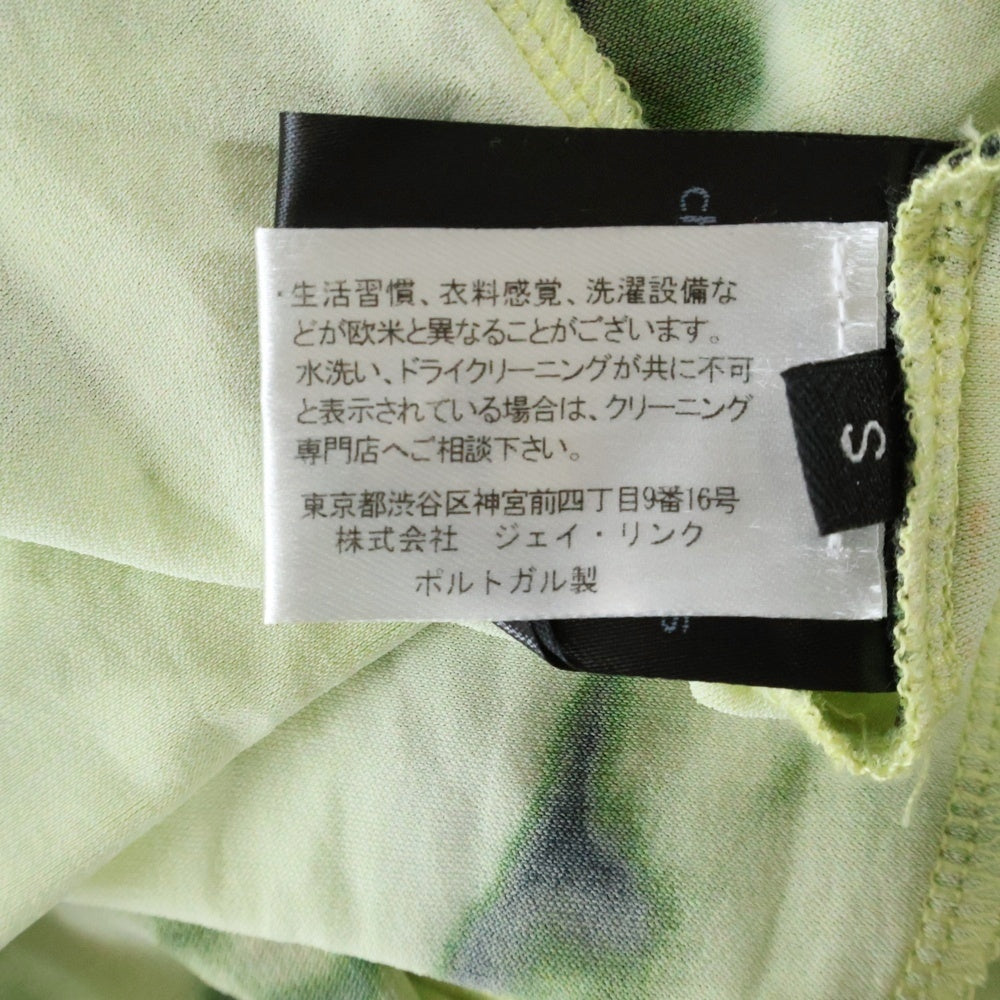 生活習慣、衣料感覚、洗濯設備な
どが欧米と異なることがございます。
水洗い、ドライクリーニングが共に不可
と表示されている場合は、クリーニング
専門店へご相談下さい。
東京都渋谷区神宮前四丁目9番16号
株式会社 ジェイ・リンク
ポルトガル製
S